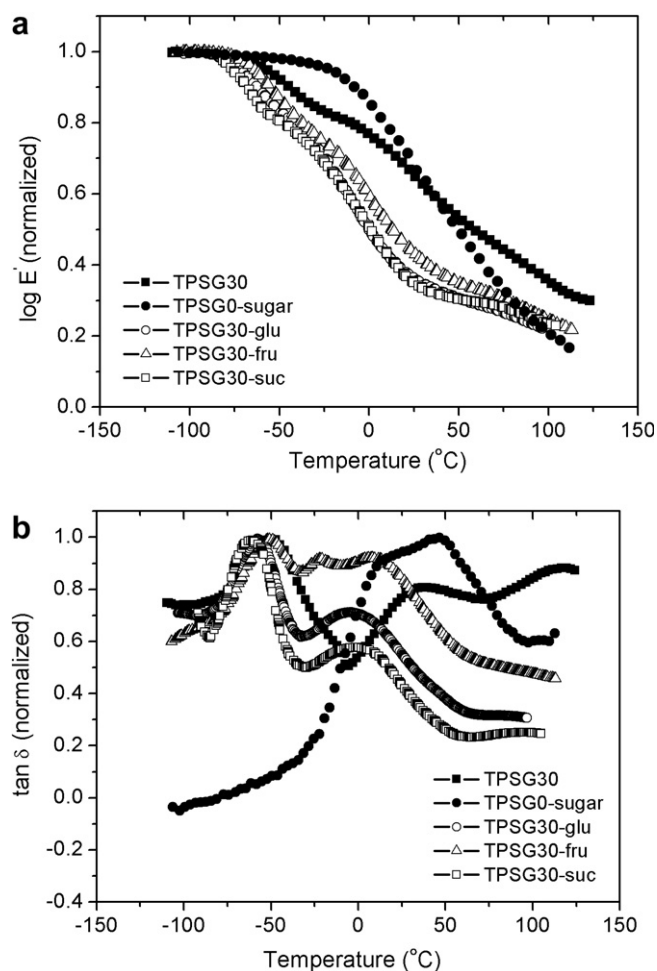 a
1.0
0.8
0.6
0.4
0.2
0.0
log E' (normalized)
TPSG30
TPSG0-sugar
TPSG30-glu
TPSG30-fru
TPSG30-suc
-150 -100 -50 0 50 100 150
Temperature (°C)
b
1.0
0.8
0.6
0.4
0.2
0.0
-0.2
-0.4
tan δ (normalized)
TPSG30
TPSG0-sugar
TPSG30-glu
TPSG30-fru
TPSG30-suc
-150 -100 -50 0 50 100 150
Temperature (°C)